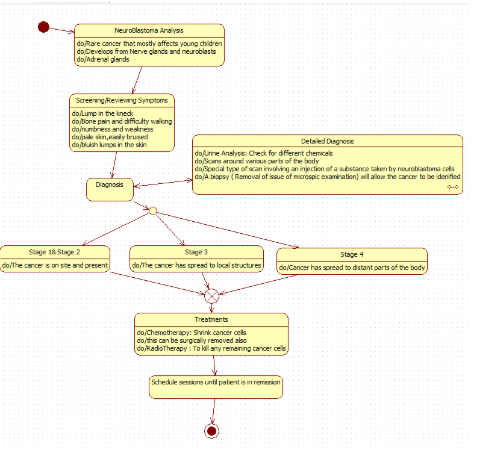 NeuroBlastoma Analysis
do/Rare cancer that mostly affects young children
do/Develops from Nerve glands and neuroblasts
do/Adrenal glands
Screening/Reviewing Symptoms
do/Lump in the kneck
do/Bone pain and difficulty walking
do/numbness and weakness
do/pale skin,easily bruised
do/bluish lumps in the skin
Detailed Diagnosis
do/Urine Analysis: Check for different chemicals
do/Scans around various parts of the body
do/Special type of scan involving an injection of a substance taken by neuroblastoma cells
do/A biopsy ( Removal of issue of microspic examination) will allow the cancer to be idenified
Diagnosis
Stage 1& Stage 2
do/The cancer is on site and present
Stage 3
do/The cancer has spread to local structures
Stage 4
do/Cancer has spread to distant parts of the body
Treatments
do/Chemotherapy: Shrink cancer cells
do/this can be surgically removed also
do/RadioTherapy : To kill any remaining cancer cells
Schedule sessions until patient is in remission